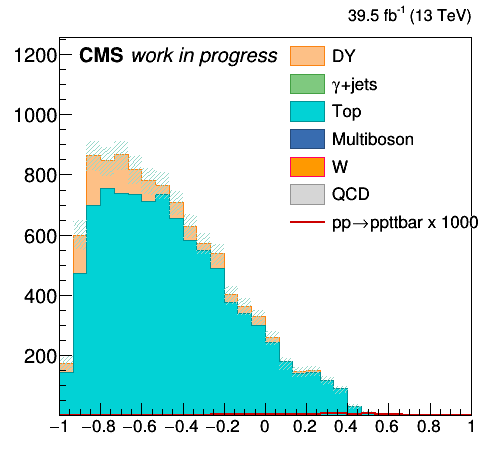 39.5 fb⁻¹ (13 TeV)
CMS work in progress
DY
γ+jets
Top
Multiboson
W
QCD
pp→ppttbar x 1000
1200
1000
800
600
400
200
−1 −0.8 −0.6 −0.4 −0.2 0 0.2 0.4 0.6 0.8 1